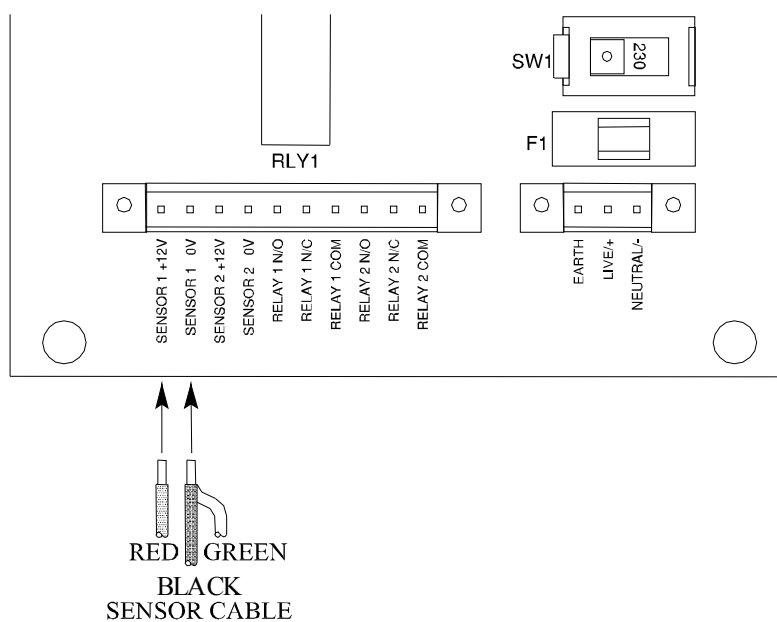 SW1
230
F1
RLY1
SENSOR 1 +12V
SENSOR 1 0V
SENSOR 2 +12V
SENSOR 2 0V
RELAY 1 N/O
RELAY 1 N/C
RELAY 1 COM
RELAY 2 N/O
RELAY 2 N/C
RELAY 2 COM
EARTH
LIVE/+
NEUTRAL/-
RED GREEN
BLACK
SENSOR CABLE